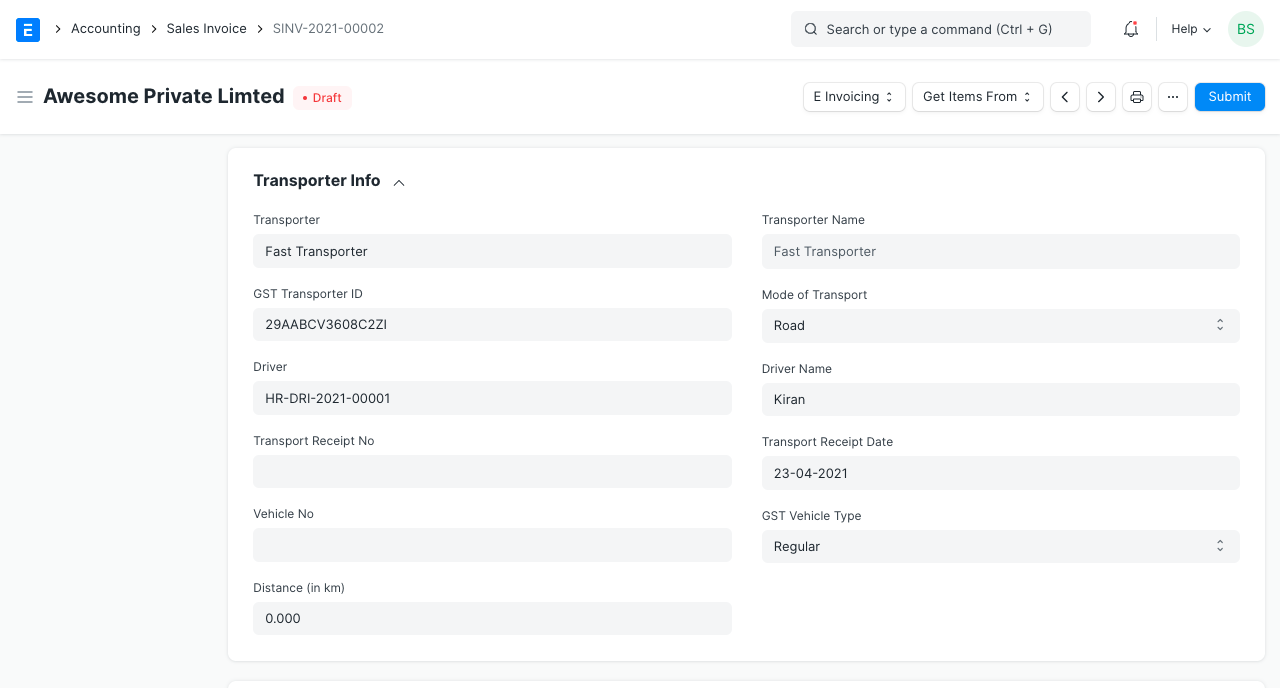 E Accounting Sales Invoice SINV-2021-00002 Search or type a command (Ctrl + G) Help BS
Awesome Private Limted • Draft E Invoicing Get Items From ... Submit
Transporter Info
Transporter
Fast Transporter
Transporter Name
Fast Transporter
GST Transporter ID
29AABCV3608C2ZI
Mode of Transport
Road
Driver
HR-DRI-2021-00001
Driver Name
Kiran
Transport Receipt No
Transport Receipt Date
23-04-2021
Vehicle No
GST Vehicle Type
Regular
Distance (in km)
0.000